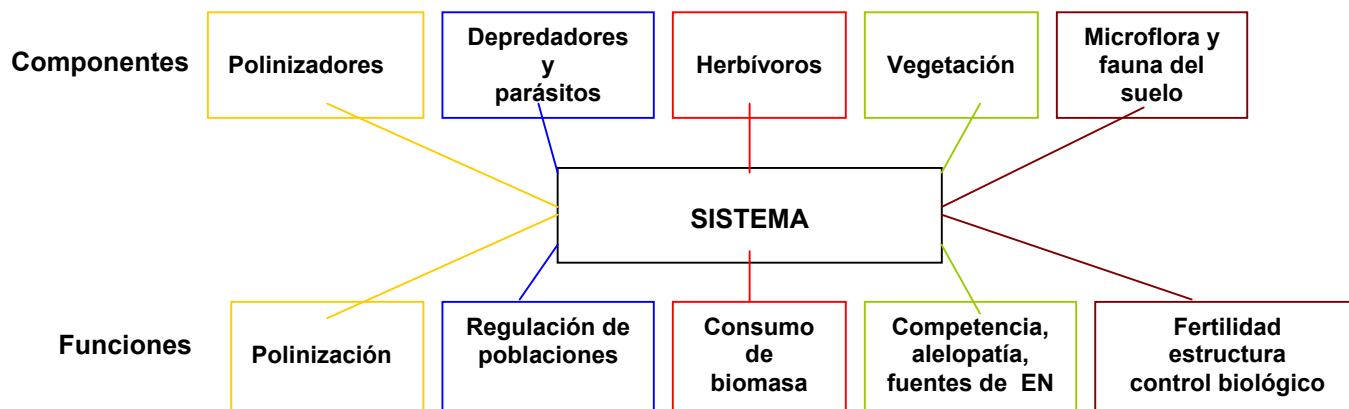 Componentes
Polinizadores
Depredadores
y
parásitos
Herbívoros
Vegetación
Microflora y
fauna del
suelo
SISTEMA
Funciones
Polinización
Regulación de
poblaciones
Consumo
de
biomasa
Competencia,
alelopatía,
fuentes de EN
Fertilidad
estructura
control biológico